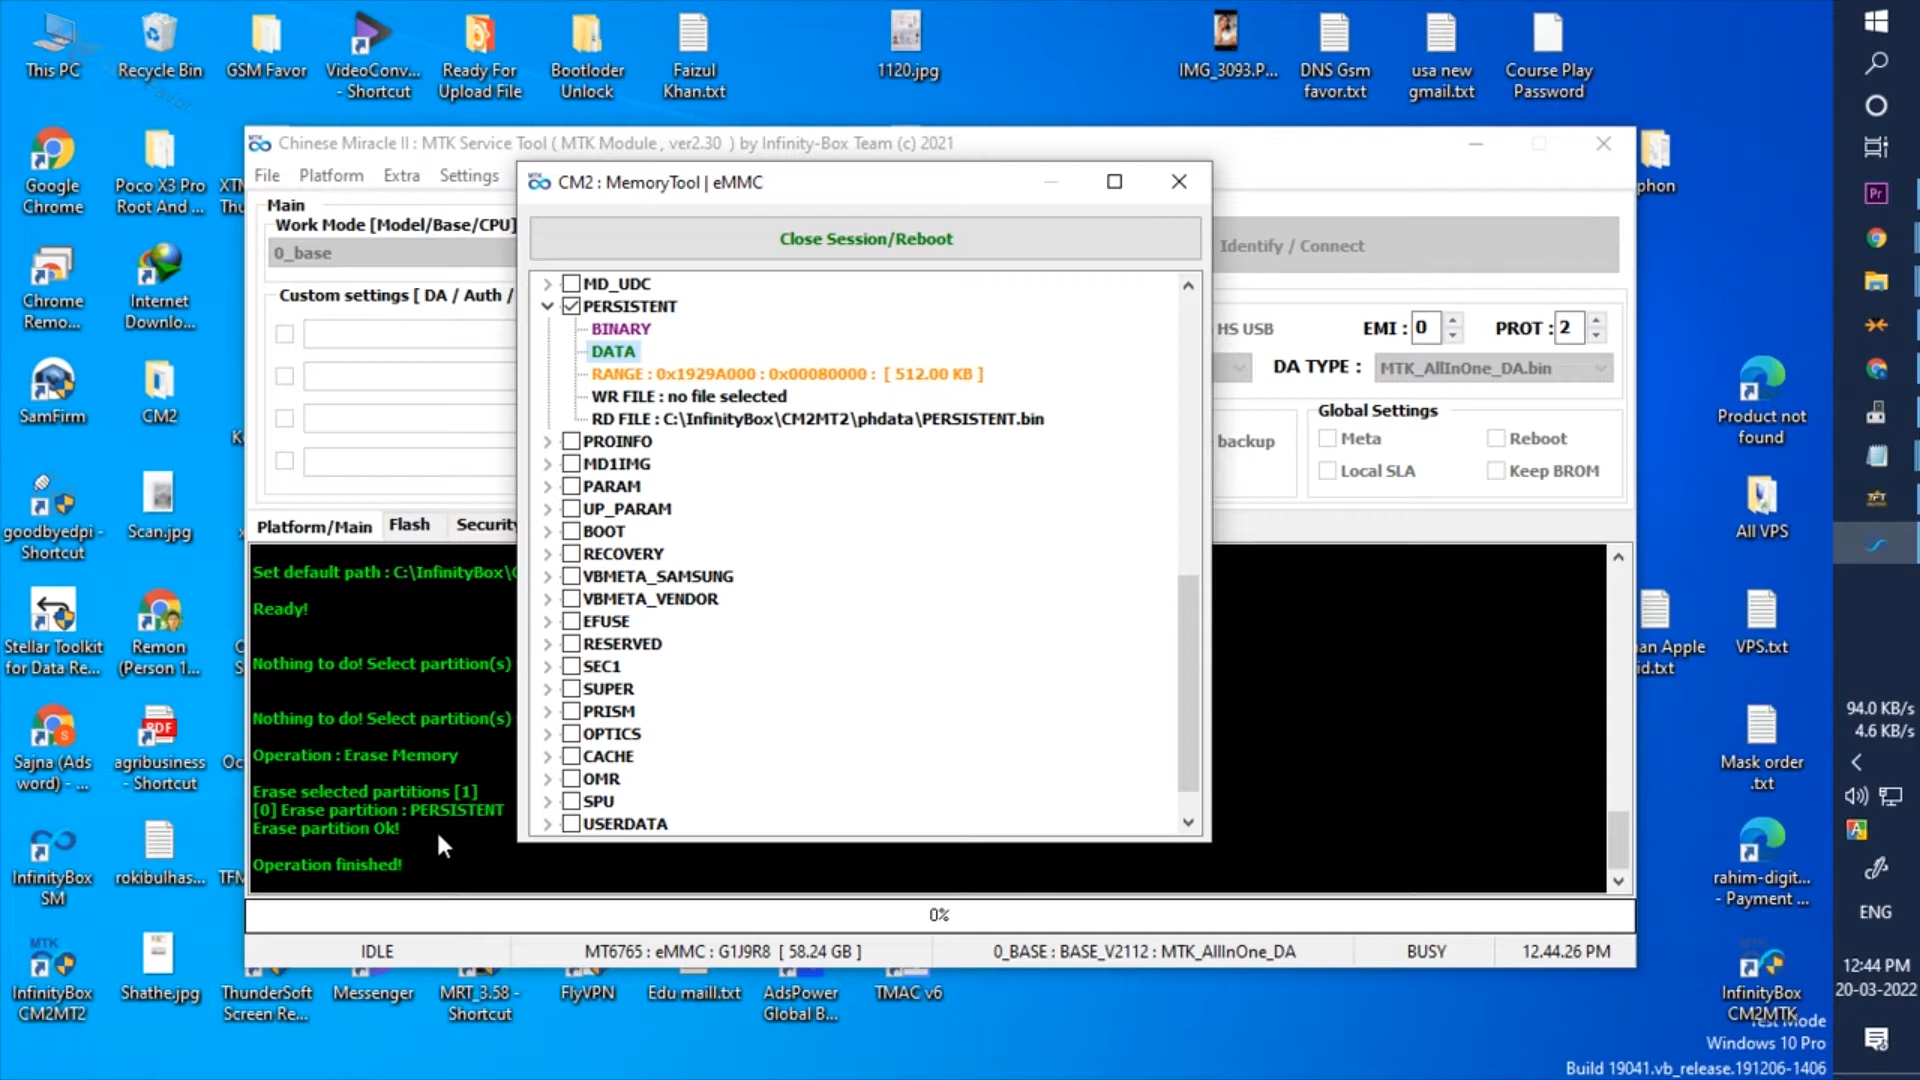 This PC
Recycle Bin
GSM Favor
VideoConv...
- Shortcut
Ready For
Upload File
Bootloder
Unlock
Faizul
Khan.txt
1120.jpg
IMG_3093.P...
DNS Gsm
favor.txt
usa new
gmail.txt
Course Play
Password
Chinese Miracle II : MTK Service Tool ( MTK Module , ver2.30 ) by Infinity-Box Team (c) 2021
File Platform Extra Settings
CM2 : MemoryTool | eMMC
Close Session/Reboot
Main
Work Mode [Model/Base/CPU]
0_base
Identify / Connect
Custom settings [ DA / Auth /
HS USB
EMI : 0
PROT : 2
DA TYPE : MTK_AllInOne_DA.bin
backup
Global Settings
Meta
Reboot
Local SLA
Keep BROM
MD_UDC
PERSISTENT
BINARY
DATA
RANGE : 0x1929A000 : 0x00080000 : [ 512.00 KB ]
WR FILE : no file selected
RD FILE : C:\InfinityBox\CM2MT2\phdata\PERSISTENT.bin
PROINFO
MD1IMG
PARAM
UP_PARAM
BOOT
RECOVERY
VBMETA_SAMSUNG
VBMETA_VENDOR
EFUSE
RESERVED
SEC1
SUPER
PRISM
OPTICS
CACHE
OMR
SPU
USERDATA
Platform/Main Flash Security
Set default path : C:\InfinityBox\
Ready!
Nothing to do! Select partition(s)
Nothing to do! Select partition(s)
Operation : Erase Memory
Erase selected partitions [1]
[0] Erase partition : PERSISTENT
Erase partition Ok!
Operation finished!
0%
IDLE
MT6765 : eMMC : G1J9R8 [ 58.24 GB ]
0_BASE : BASE_V2112 : MTK_AllInOne_DA
BUSY
12.44.26 PM
Google
Chrome
Poco X3 Pro
Root And ...
Chrome
Remo...
Internet
Downlo...
SamFirm
CM2
goodbyedpi -
Shortcut
Scan.jpg
Stellar Toolkit
for Data Re...
Remon
(Person 1...
Sajna (Ads
word) - ...
PDF
agribusiness
- Shortcut
InfinityBox
SM
rokibulhas...
MTK
InfinityBox
CM2MT2
Shathe.jpg
ThunderSoft
Screen Re...
Messenger
MRT_3.58 -
Shortcut
FlyVPN
Edu maill.txt
AdsPower
Global B...
TMAC v6
phon
Product not
found
All VPS
an Apple
id.txt
VPS.txt
Mask order
.txt
rahim-digit...
- Payment ...
InfinityBox
CM2MTK
Pr
94.0 KB/s
4.6 KB/s
A
ENG
12:44 PM
20-03-2022
Test Mode
Windows 10 Pro
Build 19041.vb_release.191206-1406